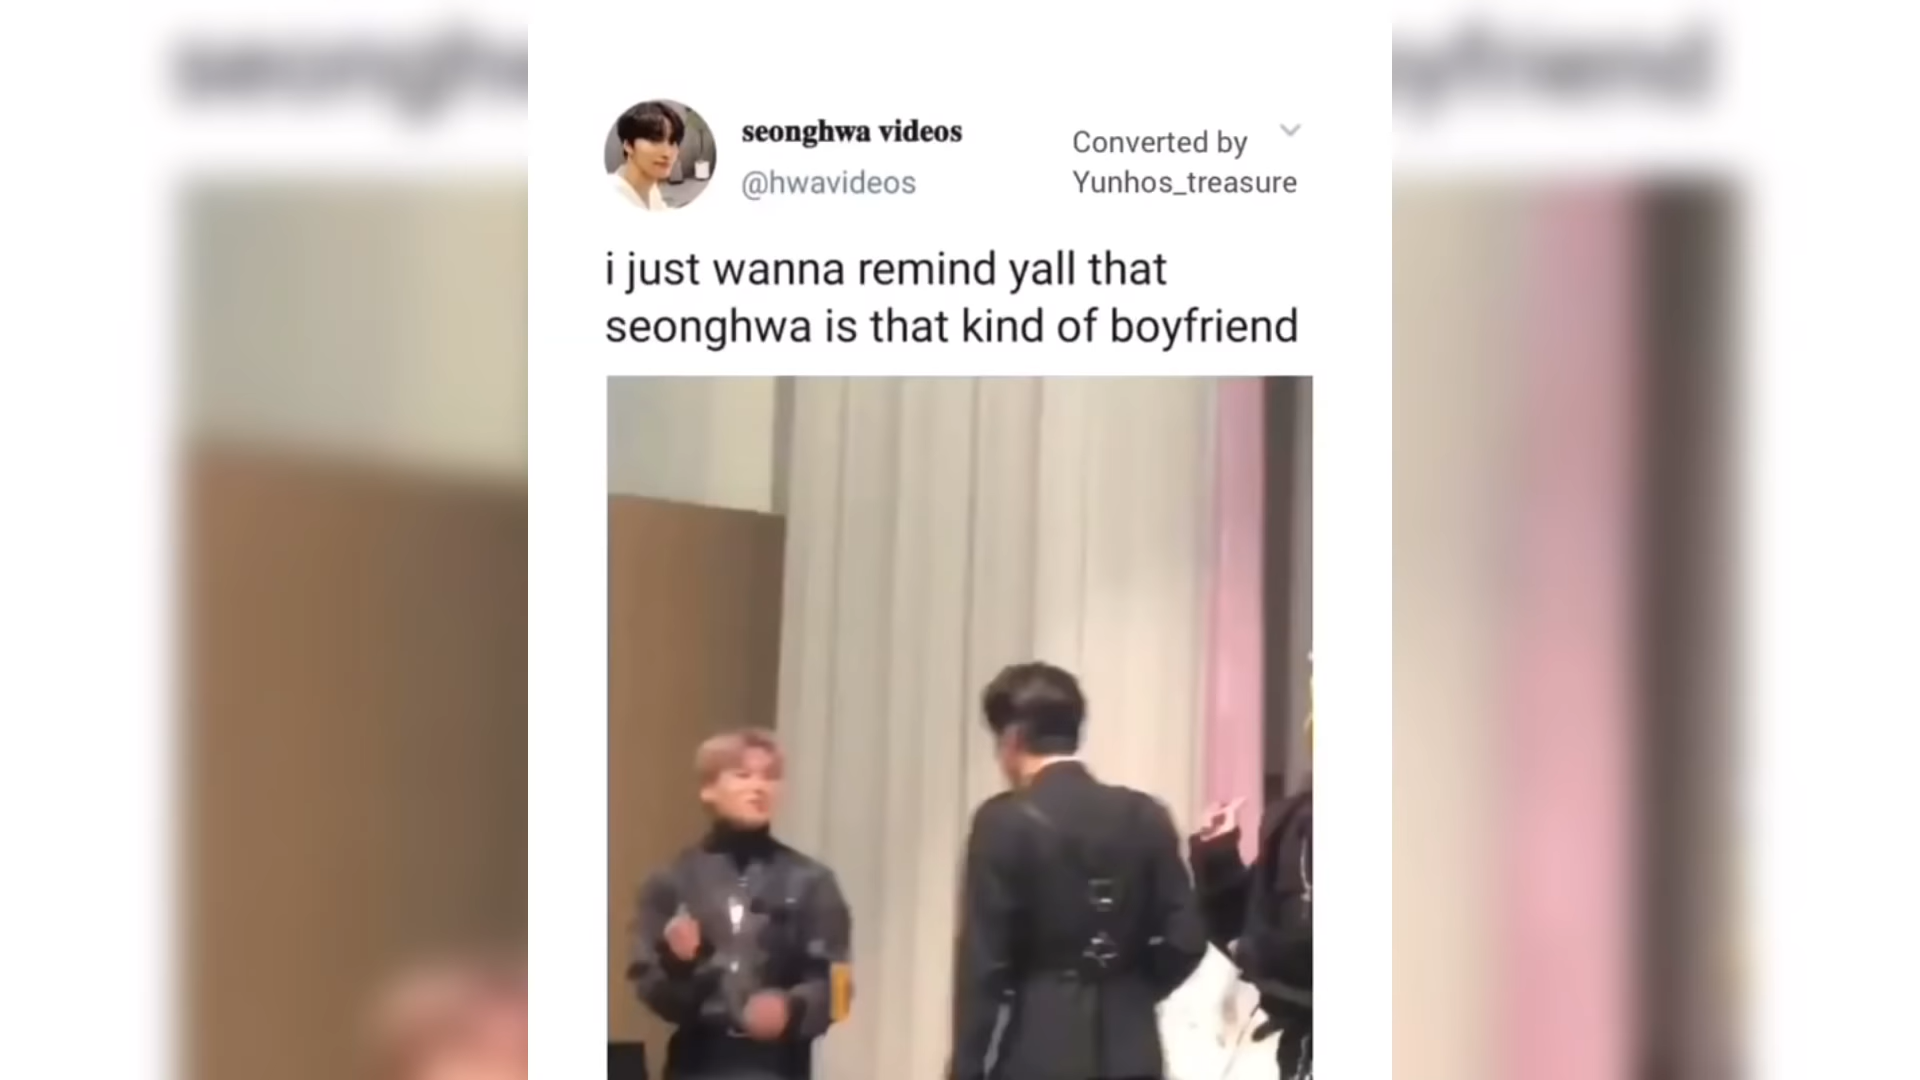 seonghwa videos
@hwavideos
Converted by
Yunhos_treasure
i just wanna remind yall that
seonghwa is that kind of boyfriend